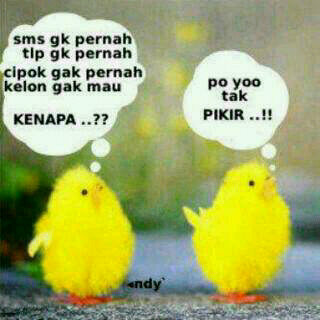 sms gk pernah
tlp gk pernah
cipok gak pernah
kelon gak mau
KENAPA ..??
po yoo
tak
PIKIR ..!!
◄ndy`